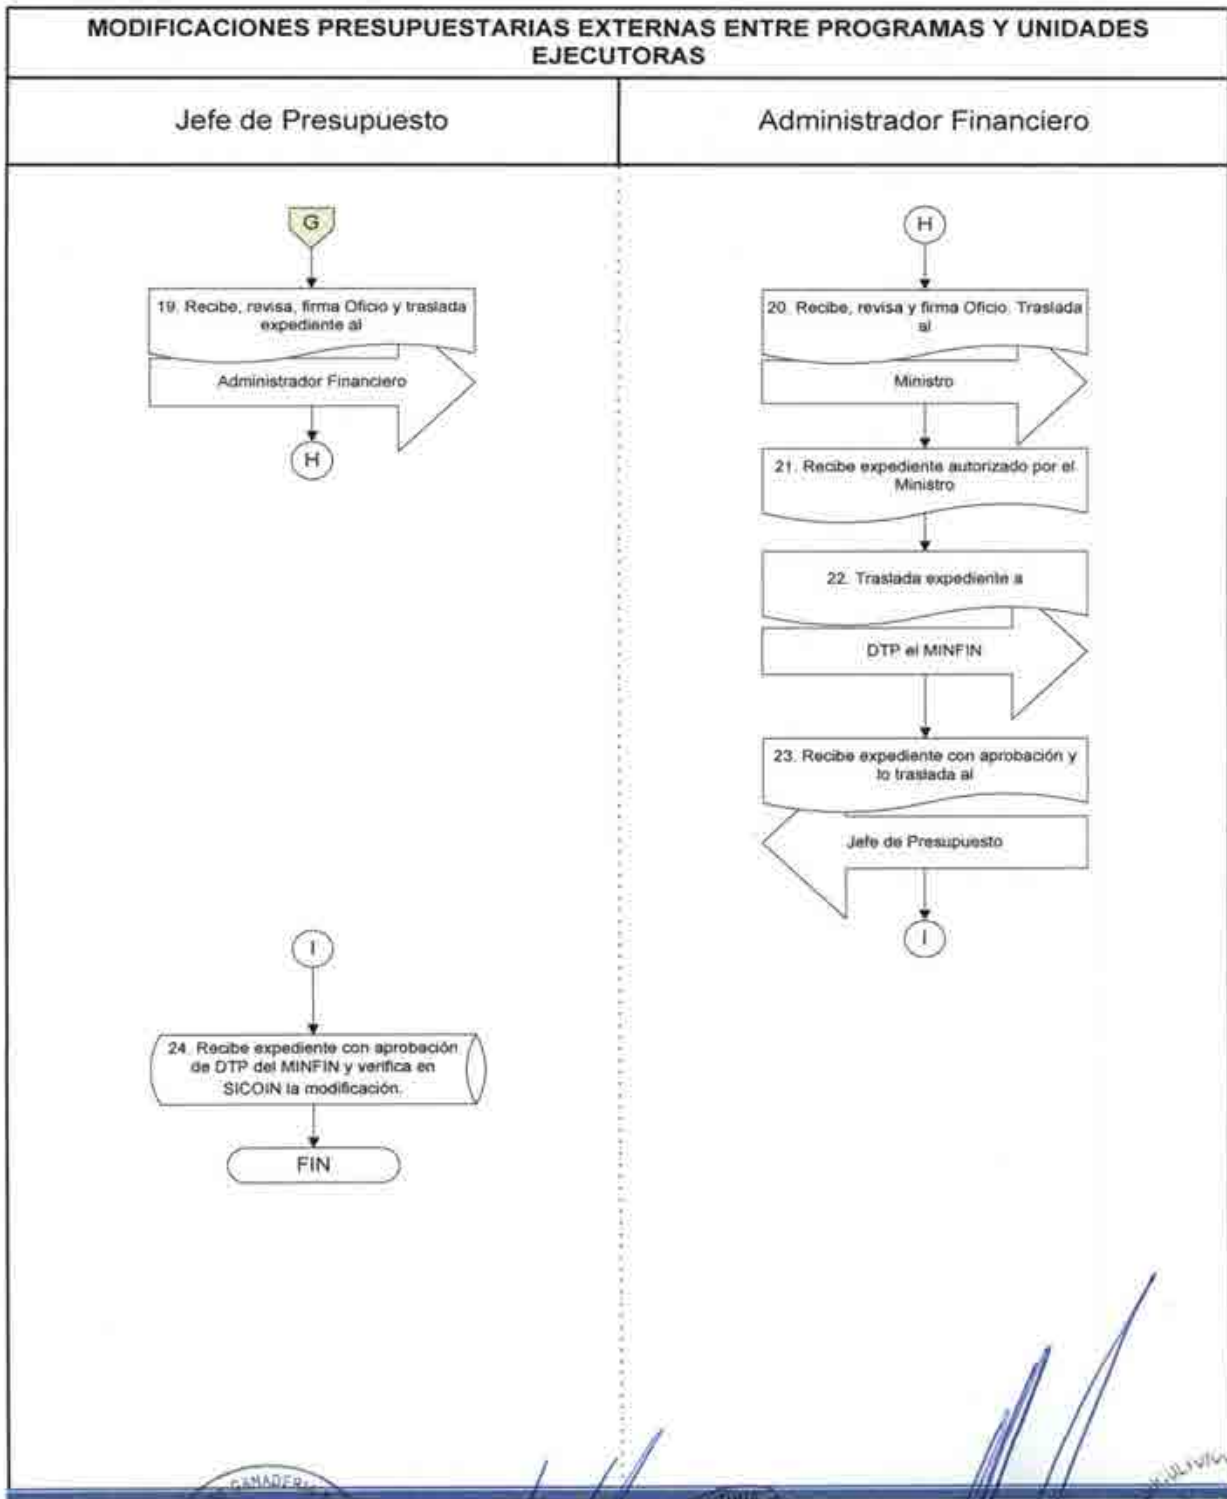 MODIFICACIONES PRESUPUESTARIAS EXTERNAS ENTRE PROGRAMAS Y UNIDADES
EJECUTORAS
Jefe de Presupuesto
Administrador Financiero
G
19. Recibe, revisa, firma Oficio y traslada
expediente al
Administrador Financiero
H
H
20. Recibe, revisa y firma Oficio. Traslada
al
Ministro
21. Recibe expediente autorizado por el
Ministro
22. Traslada expediente a
DTP el MINFIN
23. Recibe expediente con aprobación y
lo traslada al
Jefe de Presupuesto
I
I
24. Recibe expediente con aprobación
de DTP del MINFIN y verifica en
SICOIN la modificación.
FIN
GANADERIA